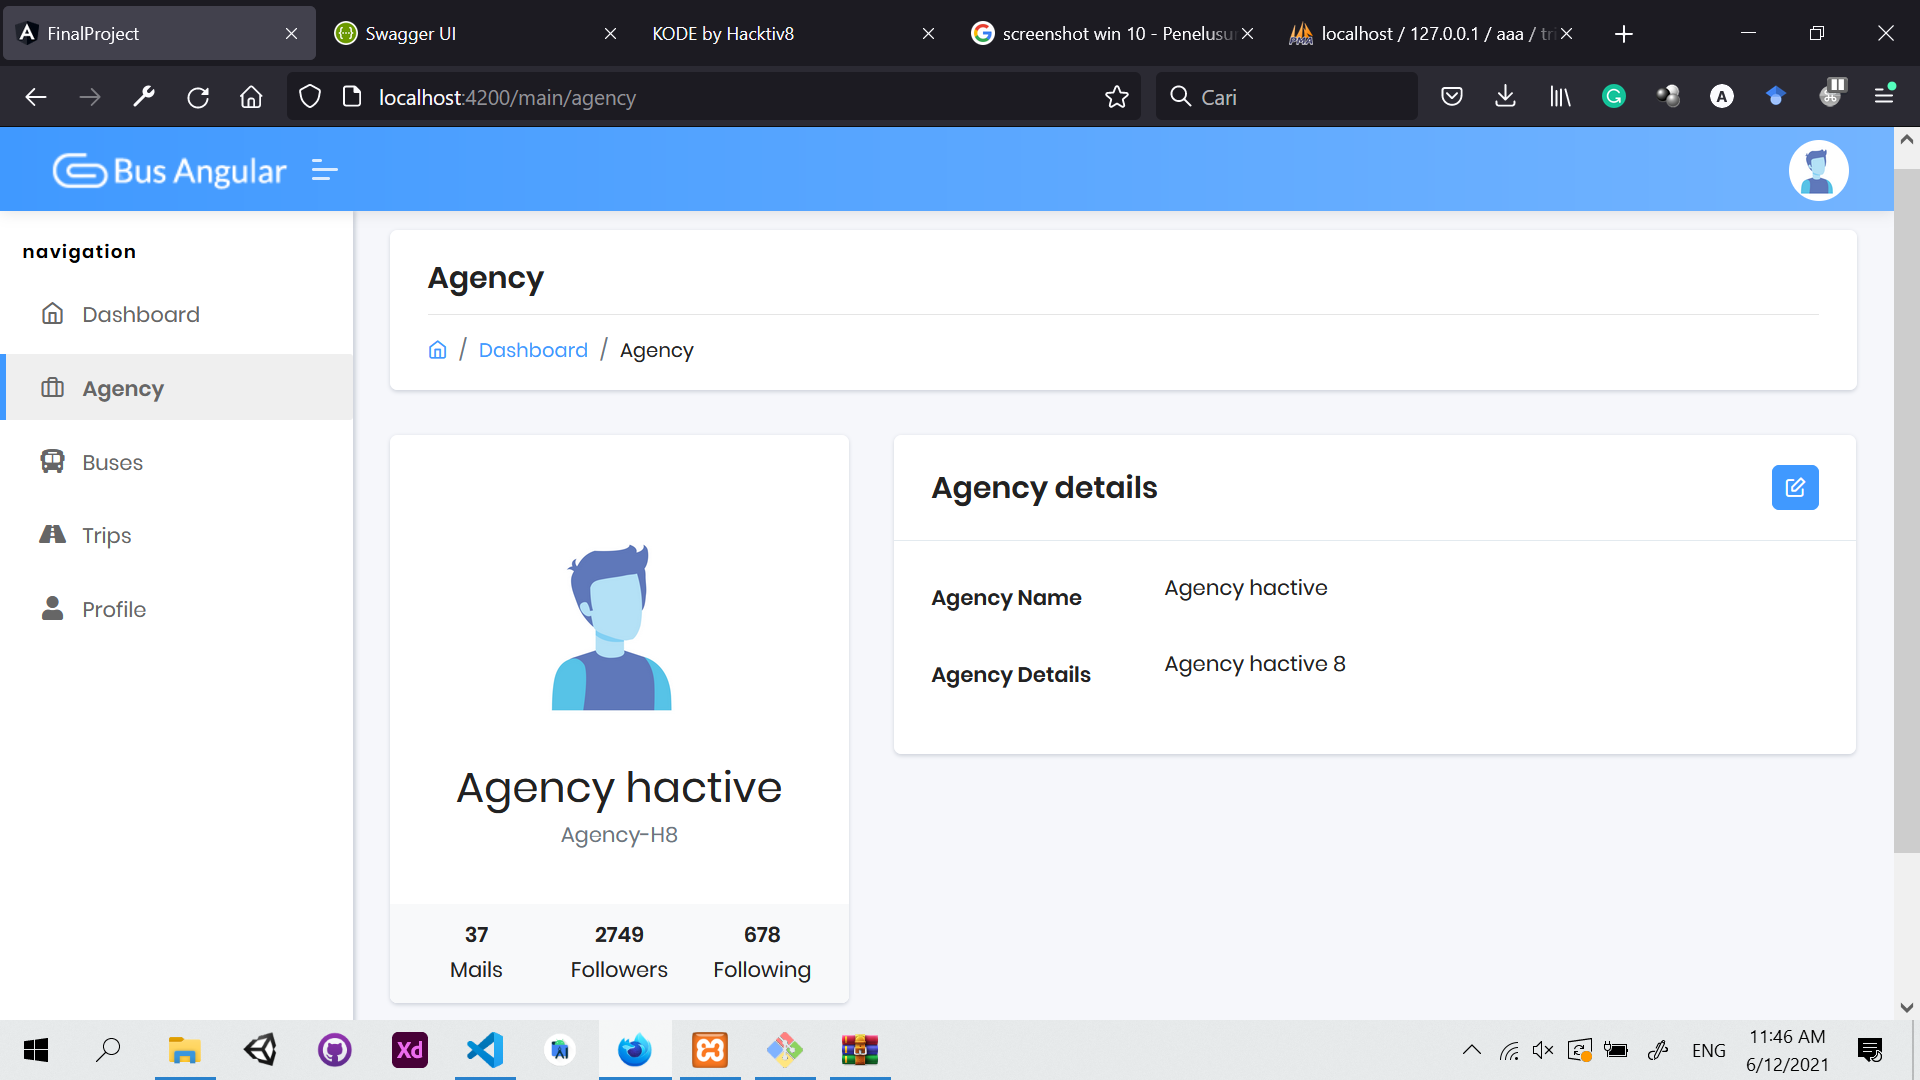 FinalProject
Swagger UI
KODE by Hacktiv8
screenshot win 10 - Penelusu
localhost / 127.0.0.1 / aaa / tri
localhost:4200/main/agency
Cari
Bus Angular
navigation
Dashboard
Agency
Buses
Trips
Profile
Agency
/ Dashboard / Agency
Agency hactive
Agency-H8
37
Mails
2749
Followers
678
Following
Agency details
Agency Name
Agency hactive
Agency Details
Agency hactive 8
Xd
ENG
11:46 AM
6/12/2021